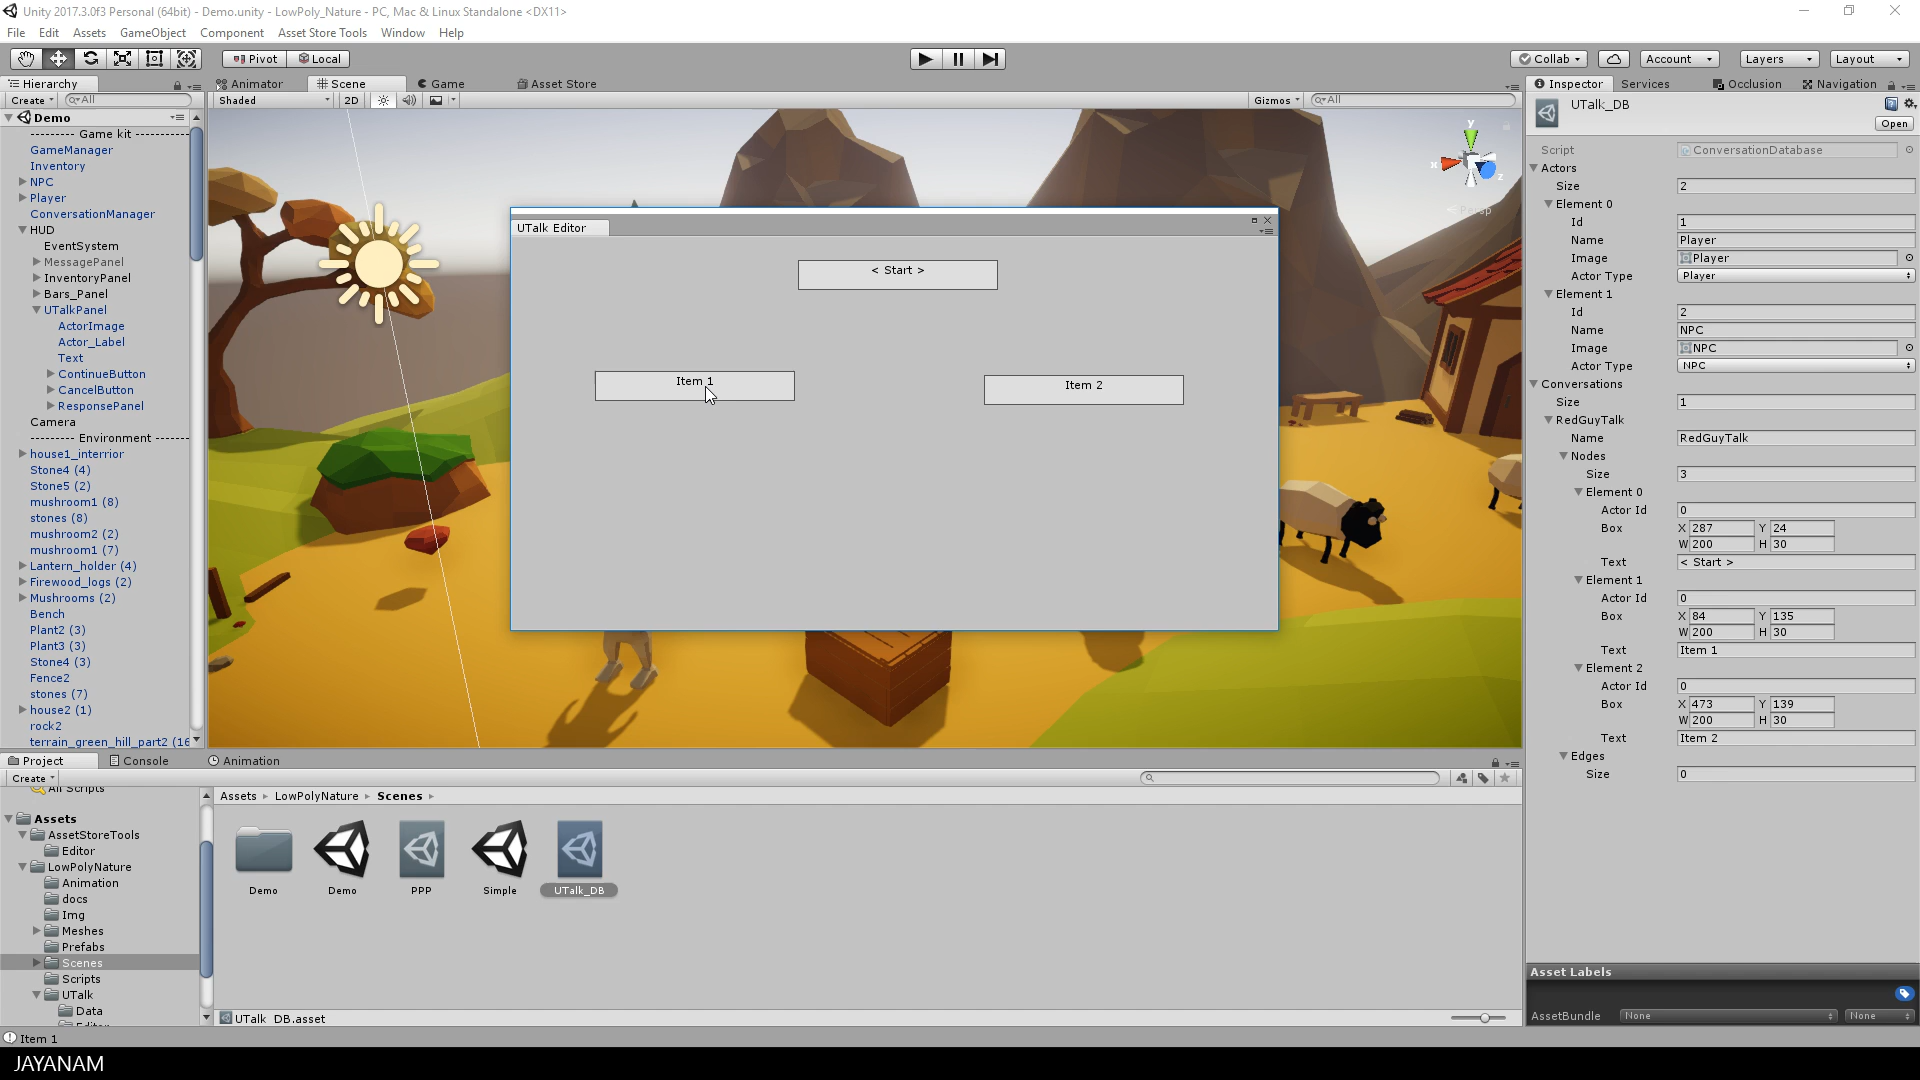 Unity 2017.3.0f3 Personal (64bit) - Demo.unity - LowPoly_Nature - PC, Mac & Linux Standalone <DX11>
File Edit Assets GameObject Component Asset Store Tools Window Help
Pivot Local
Collab Account Layers Layout
Hierarchy
Create All
Demo
--------- Game kit -----------
GameManager
Inventory
NPC
Player
ConversationManager
HUD
EventSystem
MessagePanel
InventoryPanel
Bars_Panel
UTalkPanel
ActorImage
Actor_Label
Text
ContinueButton
CancelButton
ResponsePanel
Camera
--------- Environment -------
house1_interrior
Stone4 (4)
Stone5 (2)
mushroom1 (8)
stones (8)
mushroom2 (2)
mushroom1 (7)
Lantern_holder (4)
Firewood_logs (2)
Mushrooms (2)
Bench
Plant2 (3)
Plant3 (3)
Stone4 (3)
Fence2
stones (7)
house2 (1)
rock2
terrain_green_hill_part2 (16
Animator Scene Game Asset Store
Shaded 2D Gizmos All
y
x
z
Persp
UTalk Editor
< Start >
Item 1
Item 2
Inspector Services Occlusion Navigation
UTalk_DB
Open
Script ConversationDatabase
Actors
Size 2
Element 0
Id 1
Name Player
Image Player
Actor Type Player
Element 1
Id 2
Name NPC
Image NPC
Actor Type NPC
Conversations
Size 1
RedGuyTalk
Name RedGuyTalk
Nodes
Size 3
Element 0
Actor Id 0
Box X 287 Y 24
W 200 H 30
Text < Start >
Element 1
Actor Id 0
Box X 84 Y 135
W 200 H 30
Text Item 1
Element 2
Actor Id 0
Box X 473 Y 139
W 200 H 30
Text Item 2
Edges
Size 0
Asset Labels
AssetBundle None None
Project Console Animation
Create
All Scripts
Assets
AssetStoreTools
Editor
LowPolyNature
Animation
docs
Img
Meshes
Prefabs
Scenes
Scripts
UTalk
Data
Assets LowPolyNature Scenes
Demo Demo PPP Simple UTalk_DB
UTalk_DB.asset
Item 1
JAYANAM